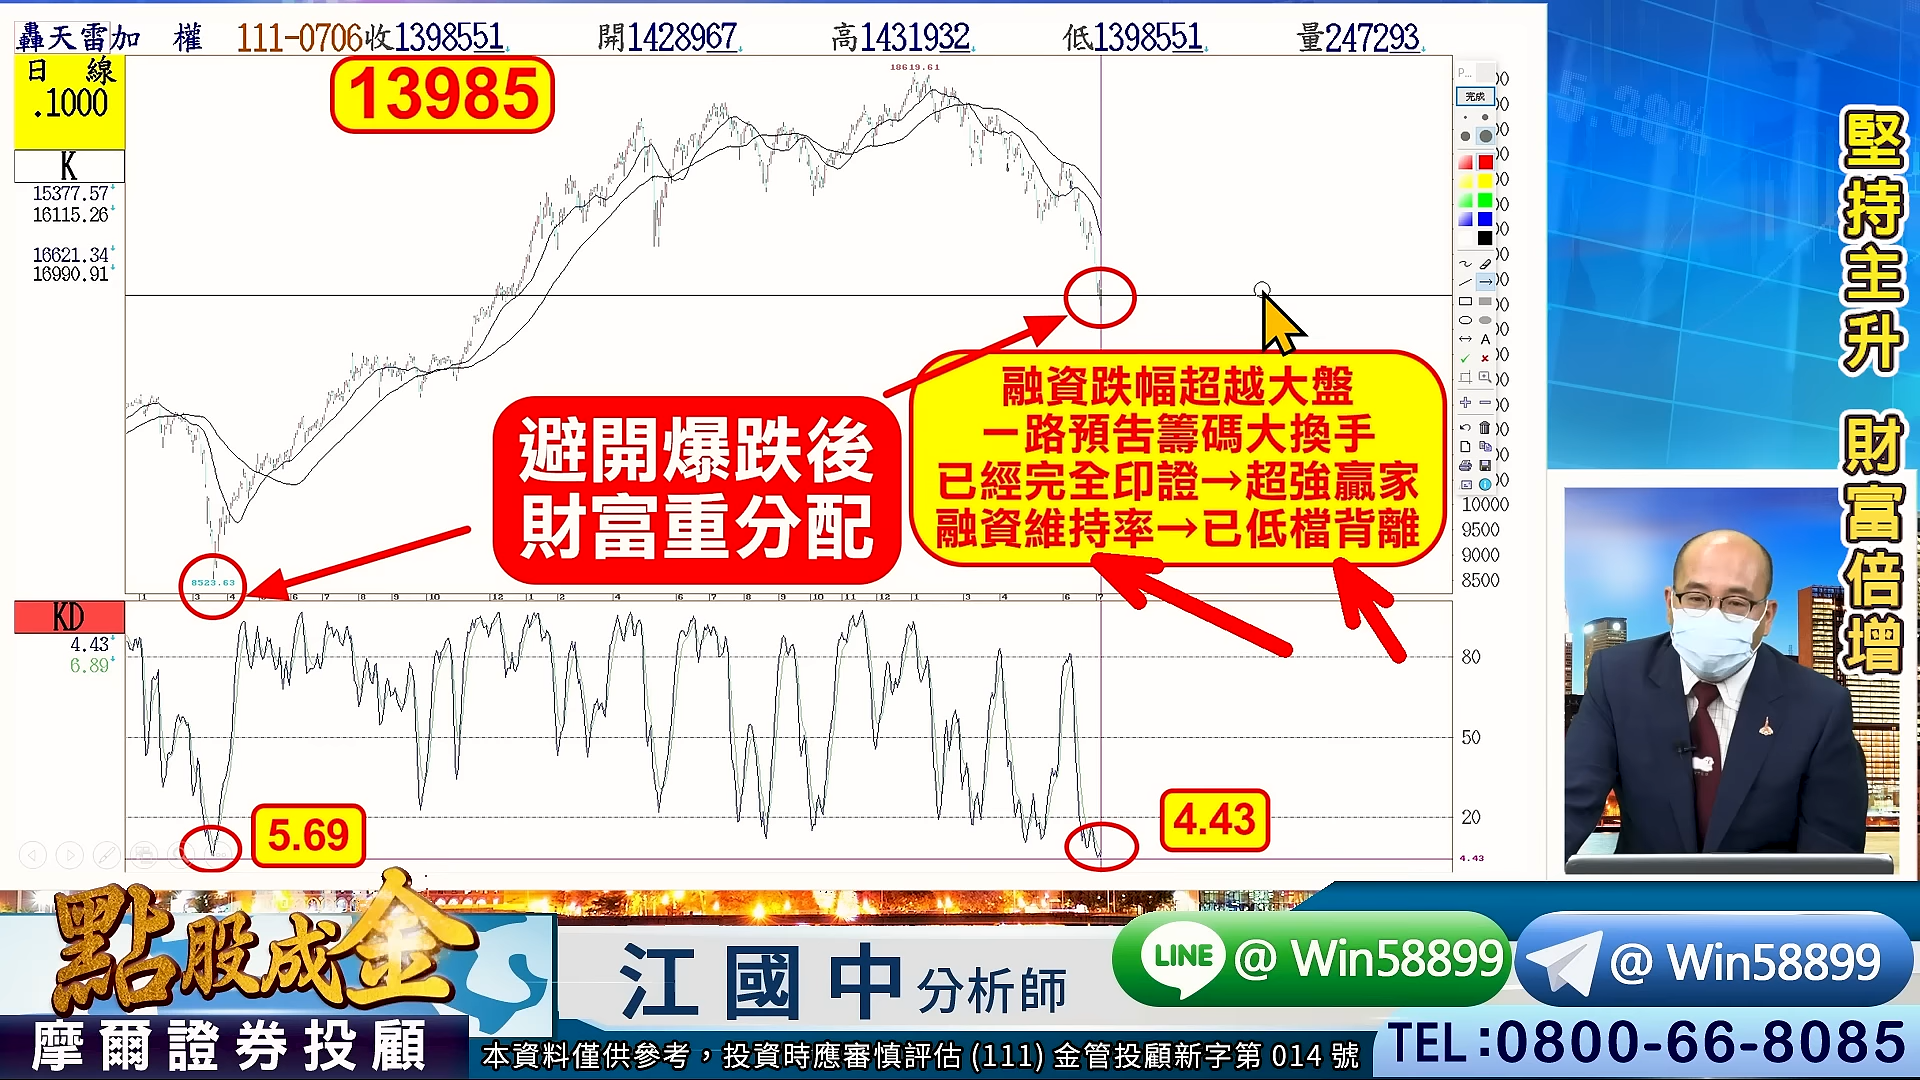 轟天雷加 權 111-0706收1398551 開1428967 高1431932 低1398551 量247293
日 線
.1000
K
15377.57
16115.26
16621.34
16990.91
13985
18619.61
P...
完成
避開爆跌後
財富重分配
融資跌幅超越大盤
一路預告籌碼大換手
已經完全印證→超強贏家
融資維持率→已低檔背離
10000
9500
9000
8500
8523.63
KD
4.43
6.89
80
50
20
4.43
5.69
4.43
堅持主升 財富倍增
點股成金
摩爾證券投顧
江國中分析師
LINE @ Win58899
@ Win58899
TEL:0800-66-8085
本資料僅供參考，投資時應審慎評估 (111) 金管投顧新字第 014 號